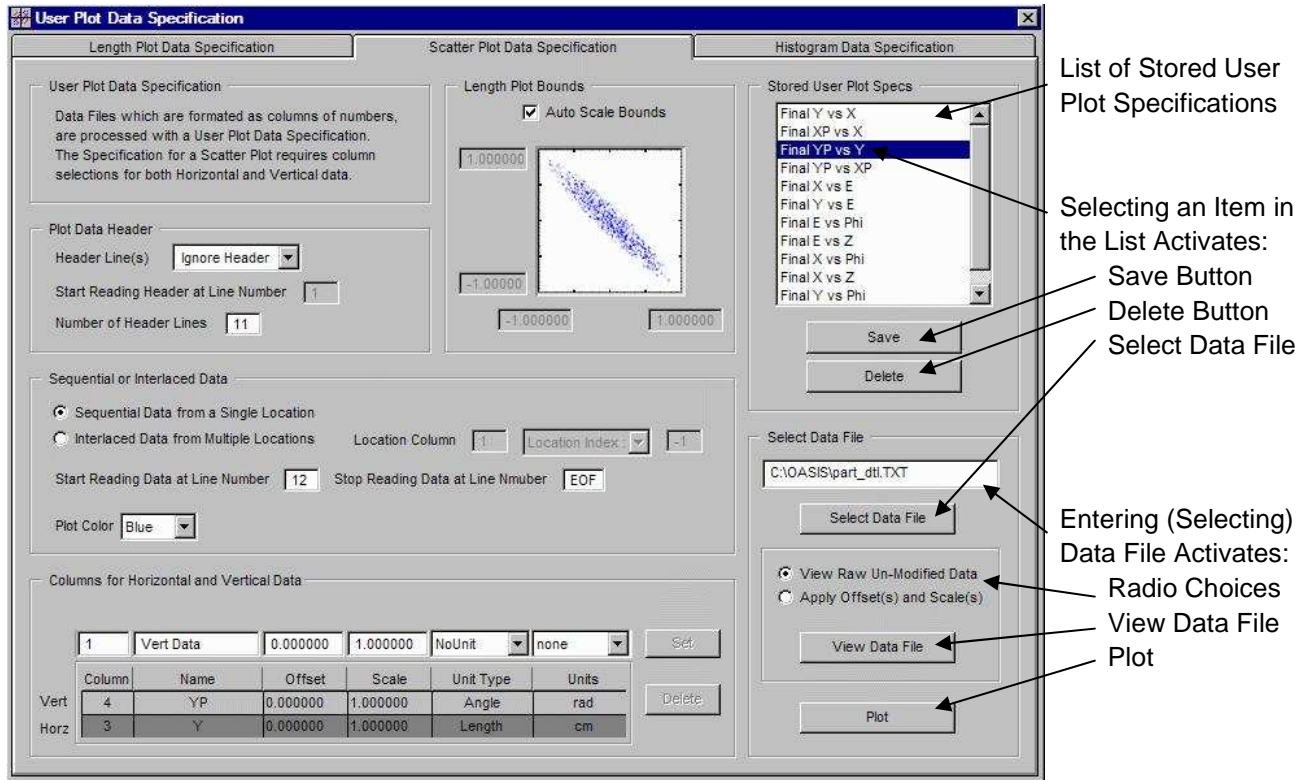 User Plot Data Specification
Length Plot Data Specification
Scatter Plot Data Specification
Histogram Data Specification
User Plot Data Specification
Data Files which are formated as columns of numbers,
are processed with a User Plot Data Specification.
The Specification for a Scatter Plot requires column
selections for both Horizontal and Vertical data.
Plot Data Header
Header Line(s) Ignore Header
Start Reading Header at Line Number 1
Number of Header Lines 11
Length Plot Bounds
Auto Scale Bounds
1.000000
-1.00000
-1.000000 1.000000
Stored User Plot Specs
Final Y vs X
Final XP vs X
Final YP vs Y
Final YP vs XP
Final X vs E
Final Y vs E
Final E vs Phi
Final E vs Z
Final X vs Phi
Final X vs Z
Final Y vs Phi
Save
Delete
Sequential or Interlaced Data
Sequential Data from a Single Location
Interlaced Data from Multiple Locations Location Column 1 Location Index : -1
Start Reading Data at Line Number 12 Stop Reading Data at Line Nmuber EOF
Plot Color Blue
Select Data File
C:\OASIS\part_dtl.TXT
Select Data File
View Raw Un-Modified Data
Apply Offset(s) and Scale(s)
View Data File
Plot
Columns for Horizontal and Vertical Data
1 Vert Data 0.000000 1.000000 NoUnit none Set
Column Name Offset Scale Unit Type Units
Vert 4 YP 0.000000 1.000000 Angle rad Delete
Horz 3 Y 0.000000 1.000000 Length cm
List of Stored User
Plot Specifications
Selecting an Item in
the List Activates:
Save Button
Delete Button
Select Data File
Entering (Selecting)
Data File Activates:
Radio Choices
View Data File
Plot